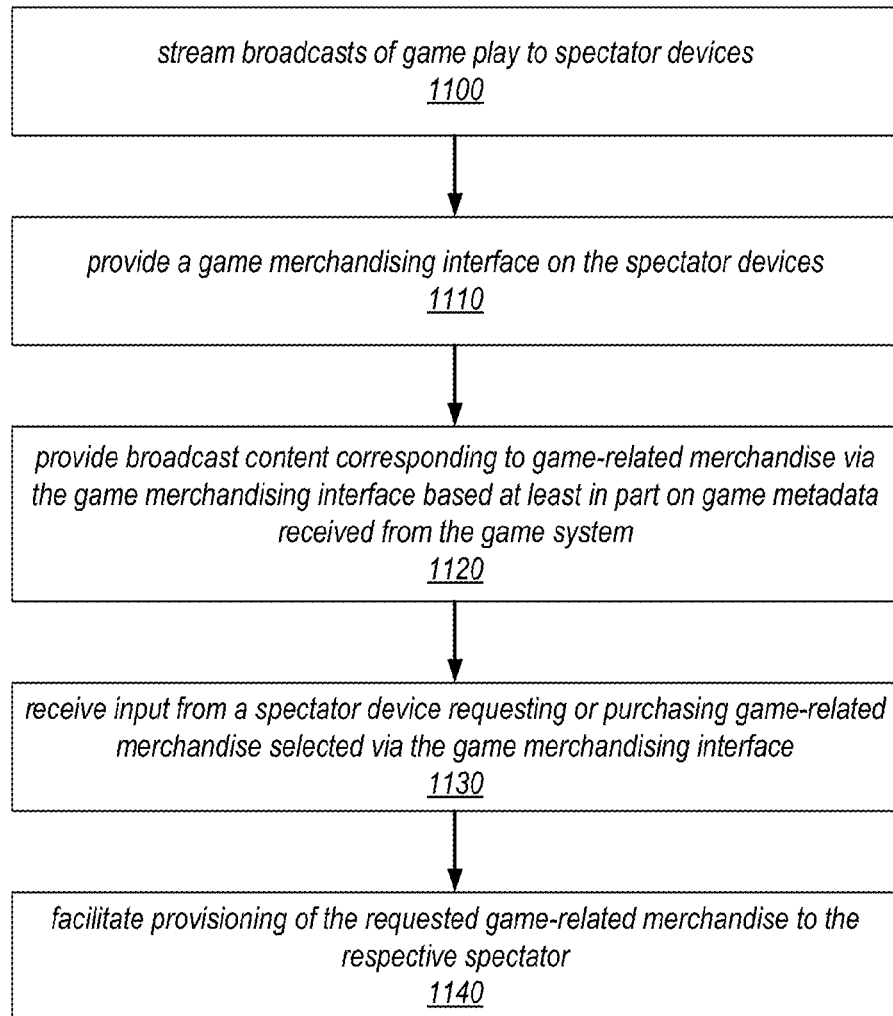 stream broadcasts of game play to spectator devices
1100
provide a game merchandising interface on the spectator devices
1110
provide broadcast content corresponding to game-related merchandise via
the game merchandising interface based at least in part on game metadata
received from the game system
1120
receive input from a spectator device requesting or purchasing game-related
merchandise selected via the game merchandising interface
1130
facilitate provisioning of the requested game-related merchandise to the
respective spectator
1140